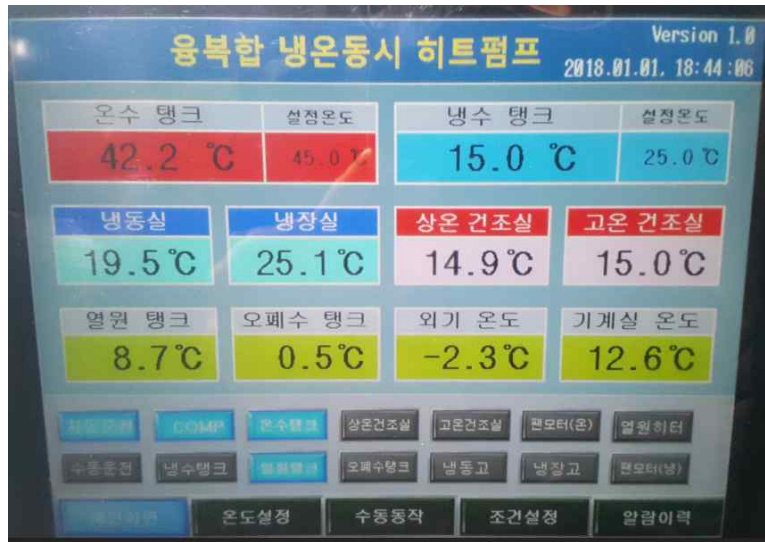 Version 1.0
융복합 냉온동시 히트펌프
2018.01.01. 18:44:06
온수 탱크 설정온도 냉수 탱크 설정온도
42.2 ℃ 45.0 ℃ 15.0 ℃ 25.0 ℃
냉동실 냉장실 상온 건조실 고온 건조실
19.5℃ 25.1℃ 14.9℃ 15.0℃
열원 탱크 오폐수 탱크 외기 온도 기계실 온도
8.7℃ 0.5℃ -2.3℃ 12.6℃
COMP 온수탱크 상온건조실 고온건조실 팬모터(온) 열원히터
수동운전 냉수탱크 열원탱크 오폐수탱크 냉동고 냉장고 팬모터(냉)
온도설정 수동동작 조건설정 알람이력